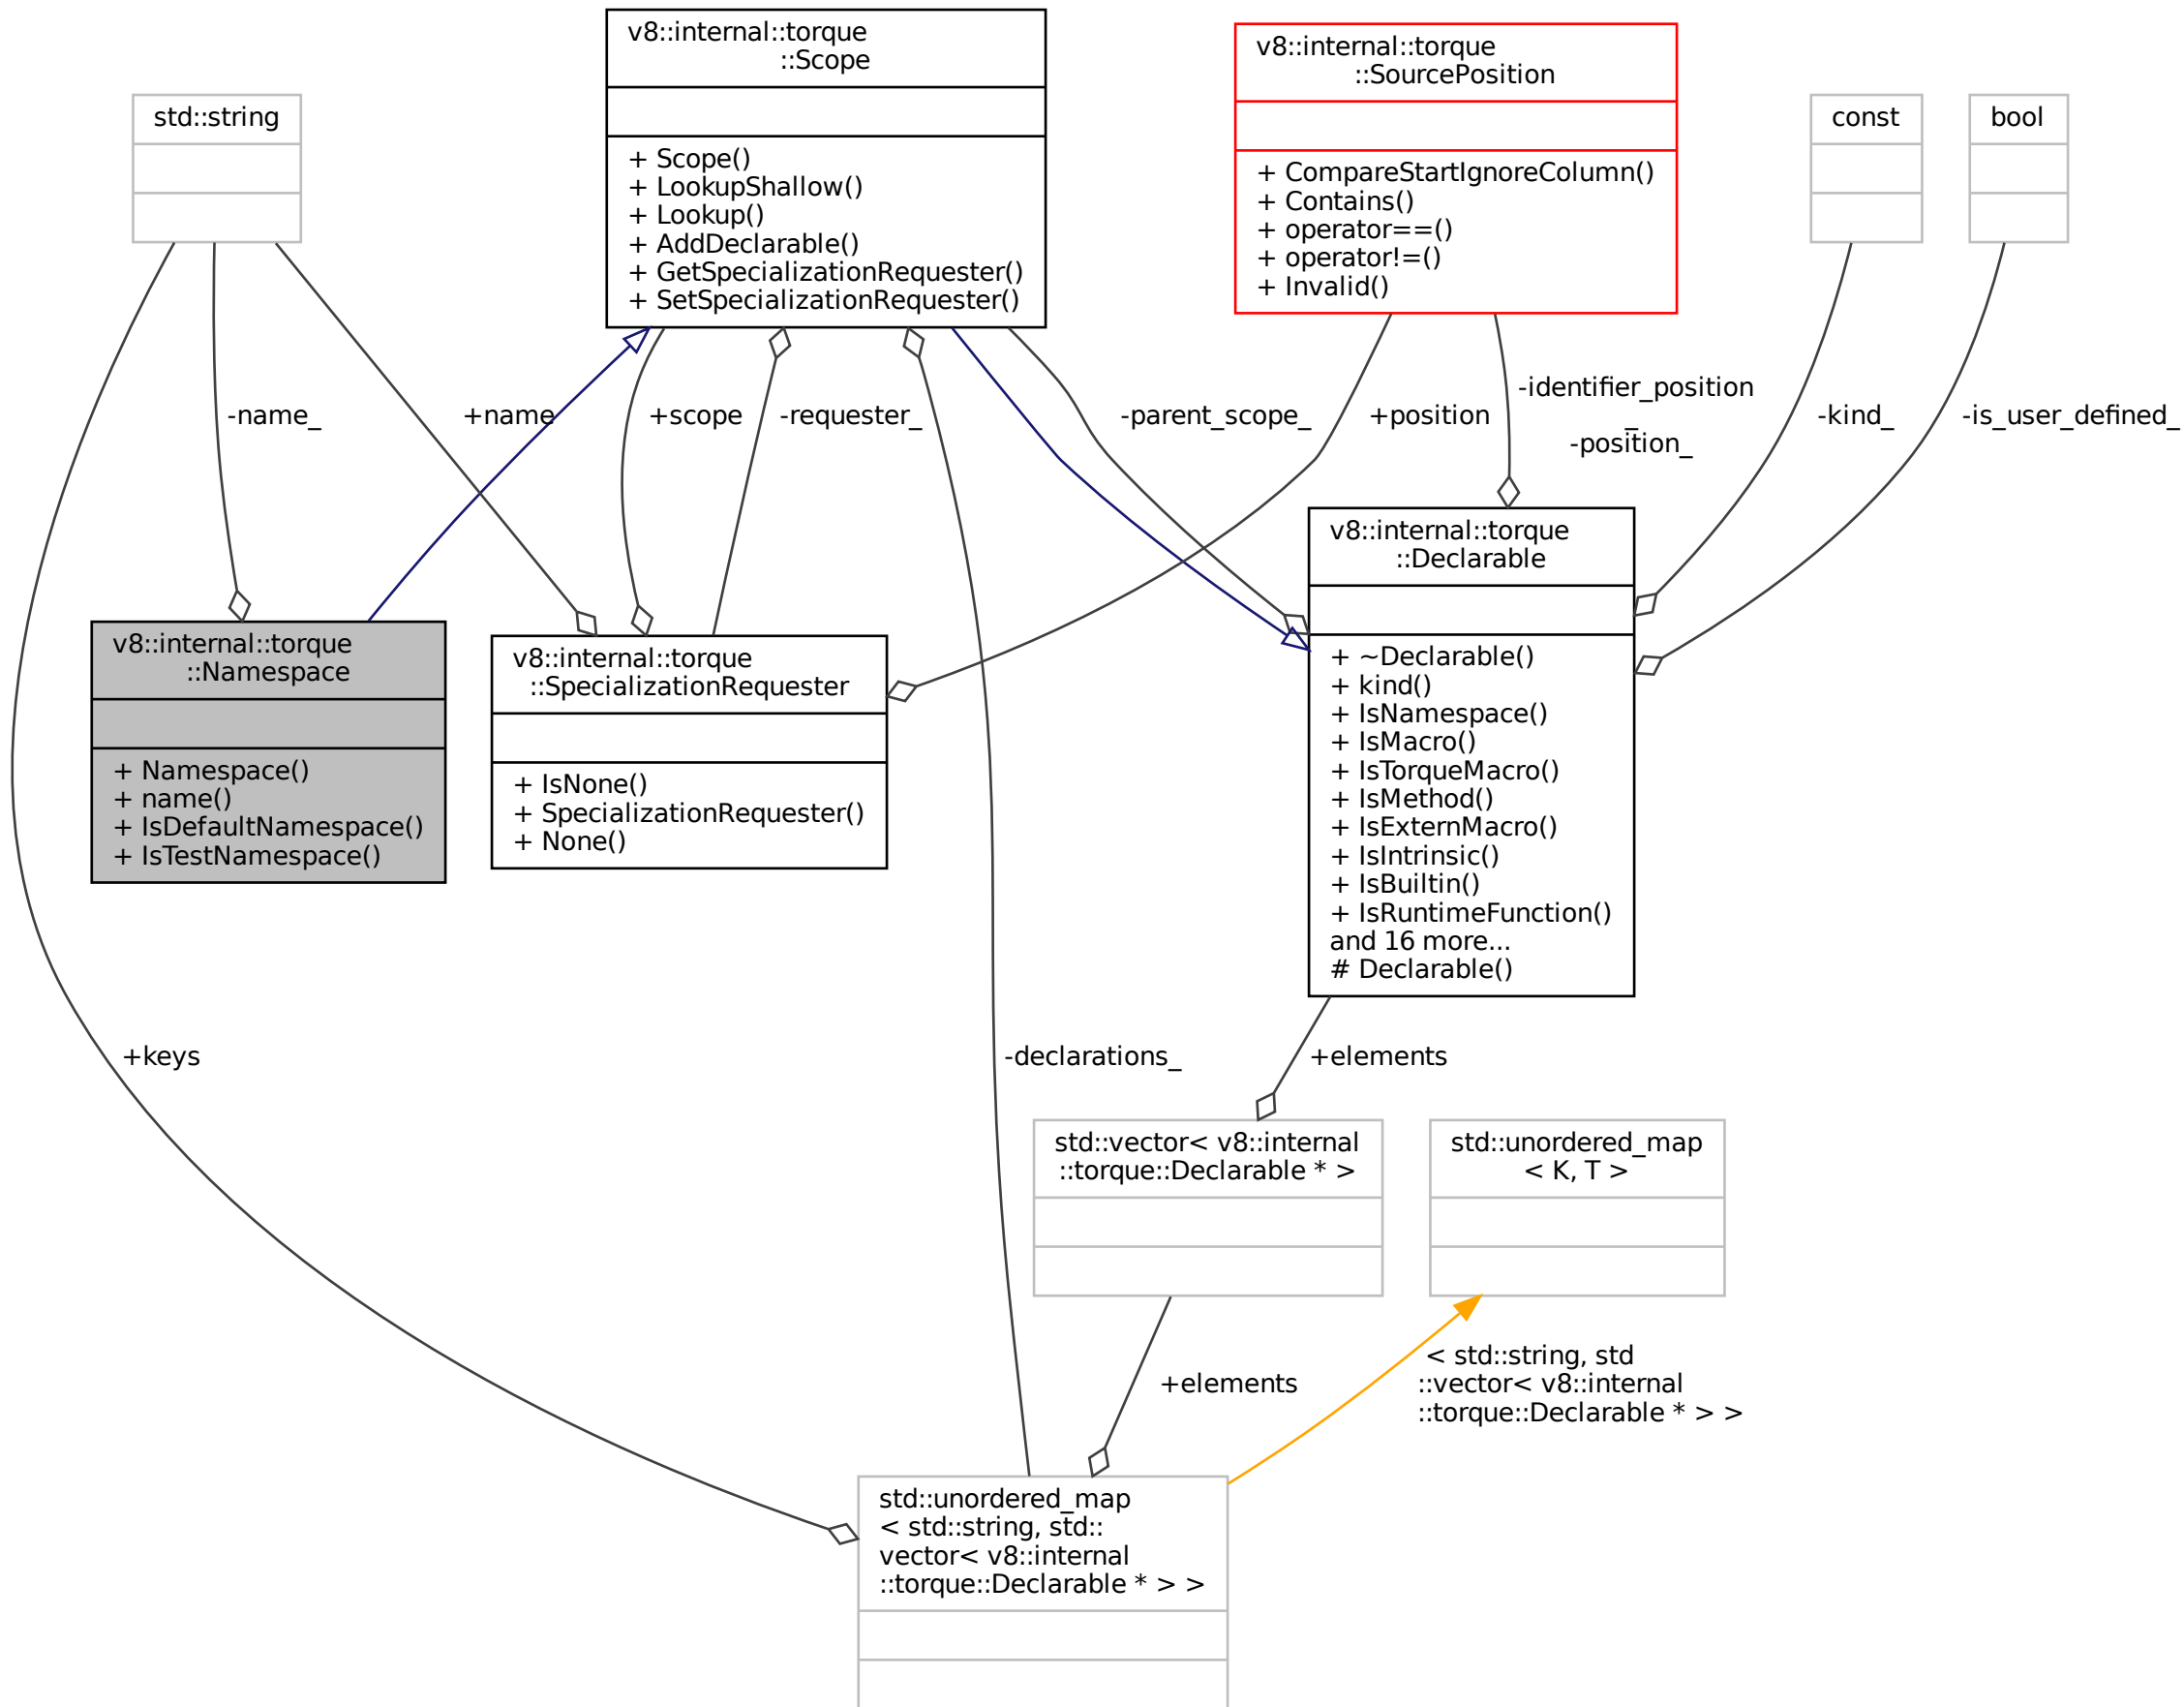 v8::internal::torque
::Scope
+ Scope()
+ LookupShallow()
+ Lookup()
+ AddDeclarable()
+ GetSpecializationRequester()
+ SetSpecializationRequester()
v8::internal::torque
::SourcePosition
+ CompareStartIgnoreColumn()
+ Contains()
+ operator==()
+ operator!=()
+ Invalid()
std::string
const
bool
-name_
+name
+scope
-requester_
-parent_scope_
+position
-identifier_position
_
-position_
-kind_
-is_user_defined_
v8::internal::torque
::Namespace
+ Namespace()
+ name()
+ IsDefaultNamespace()
+ IsTestNamespace()
v8::internal::torque
::SpecializationRequester
+ IsNone()
+ SpecializationRequester()
+ None()
v8::internal::torque
::Declarable
+ ~Declarable()
+ kind()
+ IsNamespace()
+ IsMacro()
+ IsTorqueMacro()
+ IsMethod()
+ IsExternMacro()
+ IsIntrinsic()
+ IsBuiltin()
+ IsRuntimeFunction()
and 16 more...
# Declarable()
+keys
-declarations_
+elements
std::vector< v8::internal
::torque::Declarable * >
std::unordered_map
< K, T >
+elements
< std::string, std
::vector< v8::internal
::torque::Declarable * > >
std::unordered_map
< std::string, std::
vector< v8::internal
::torque::Declarable * > >